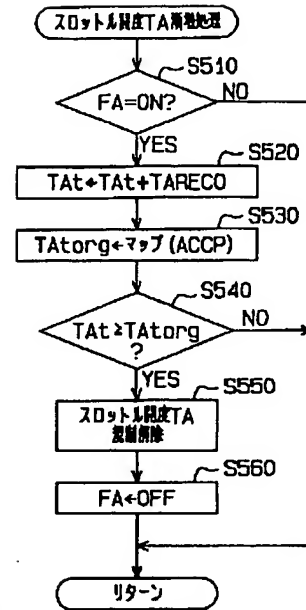 スロットル開度TA漸増処理
S510
FA=ON?
NO
YES
S520
TAt←TAt+TARECO
S530
TAtorg←マップ(ACCP)
S540
TAt≧TAtorg
?
NO
YES
S550
スロットル開度TA
規制解除
S560
FA←OFF
リターン